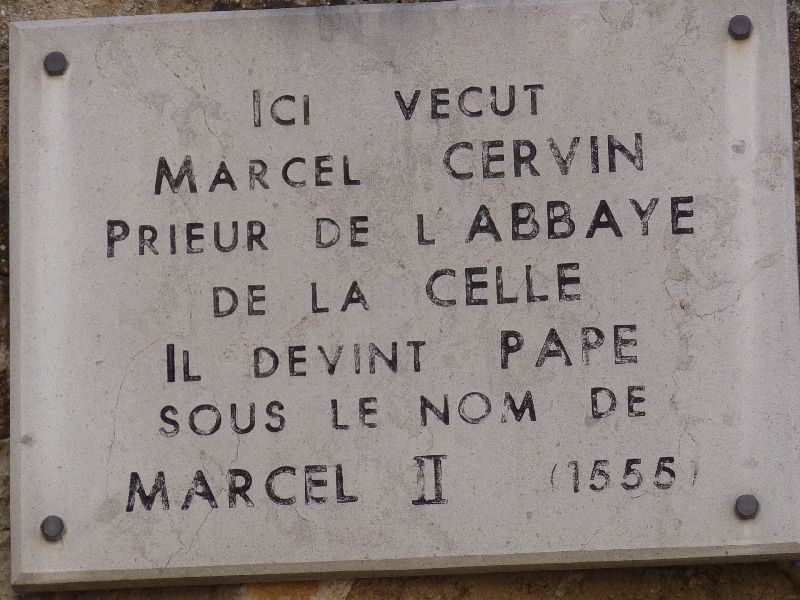 ICI VECUT
MARCEL CERVIN
PRIEUR DE L'ABBAYE
DE LA CELLE
IL DEVINT PAPE
SOUS LE NOM DE
MARCEL II (1555)